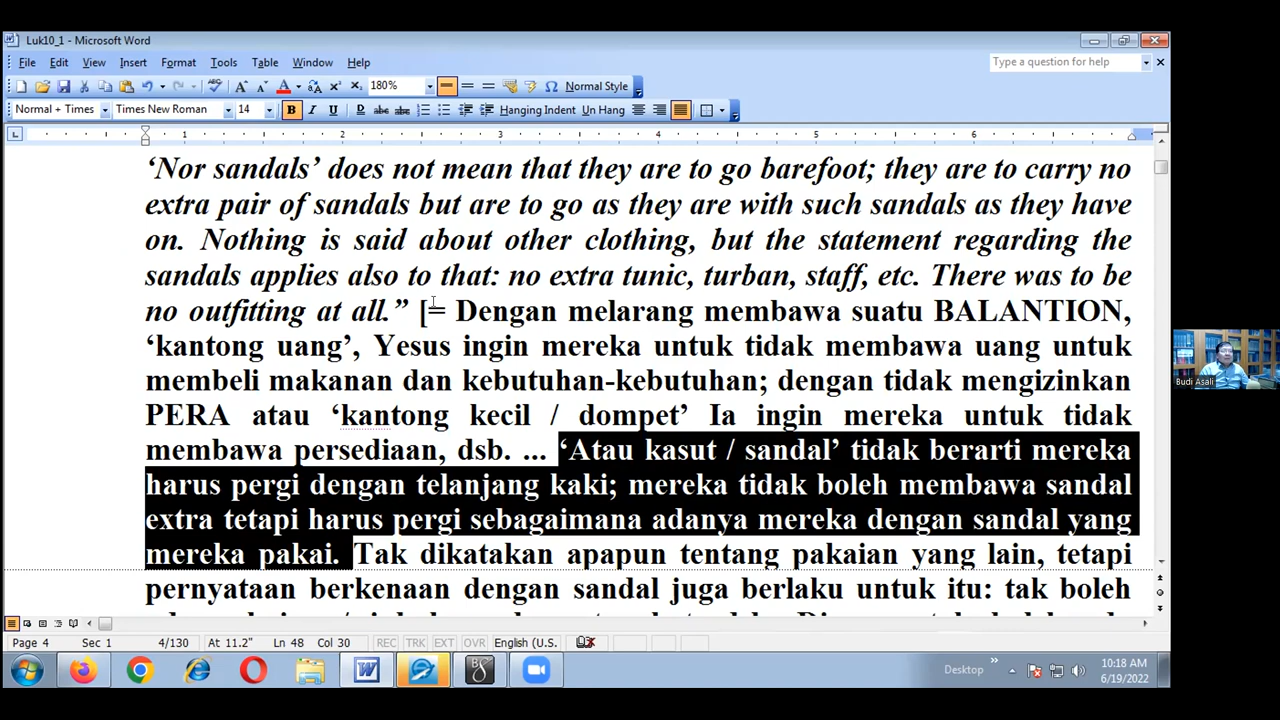 Luk10_1 - Microsoft Word
File Edit View Insert Format Tools Table Window Help
Type a question for help
180% Normal Style
Normal + Times Times New Roman 14 B I U abc abc Hanging Indent Un Hang
1 2 3 4 5 6
‘Nor sandals’ does not mean that they are to go barefoot; they are to carry no
extra pair of sandals but are to go as they are with such sandals as they have
on. Nothing is said about other clothing, but the statement regarding the
sandals applies also to that: no extra tunic, turban, staff, etc. There was to be
no outfitting at all.” [= Dengan melarang membawa suatu BALANTION,
‘kantong uang’, Yesus ingin mereka untuk tidak membawa uang untuk
membeli makanan dan kebutuhan-kebutuhan; dengan tidak mengizinkan
PERA atau ‘kantong kecil / dompet’ Ia ingin mereka untuk tidak
membawa persediaan, dsb. ... ‘Atau kasut / sandal’ tidak berarti mereka
harus pergi dengan telanjang kaki; mereka tidak boleh membawa sandal
extra tetapi harus pergi sebagaimana adanya mereka dengan sandal yang
mereka pakai. Tak dikatakan apapun tentang pakaian yang lain, tetapi
pernyataan berkenaan dengan sandal juga berlaku untuk itu: tak boleh
Budi Asali
Page 4 Sec 1 4/130 At 11.2" Ln 48 Col 30 REC TRK EXT OVR English (U.S.
Desktop
10:18 AM
6/19/2022